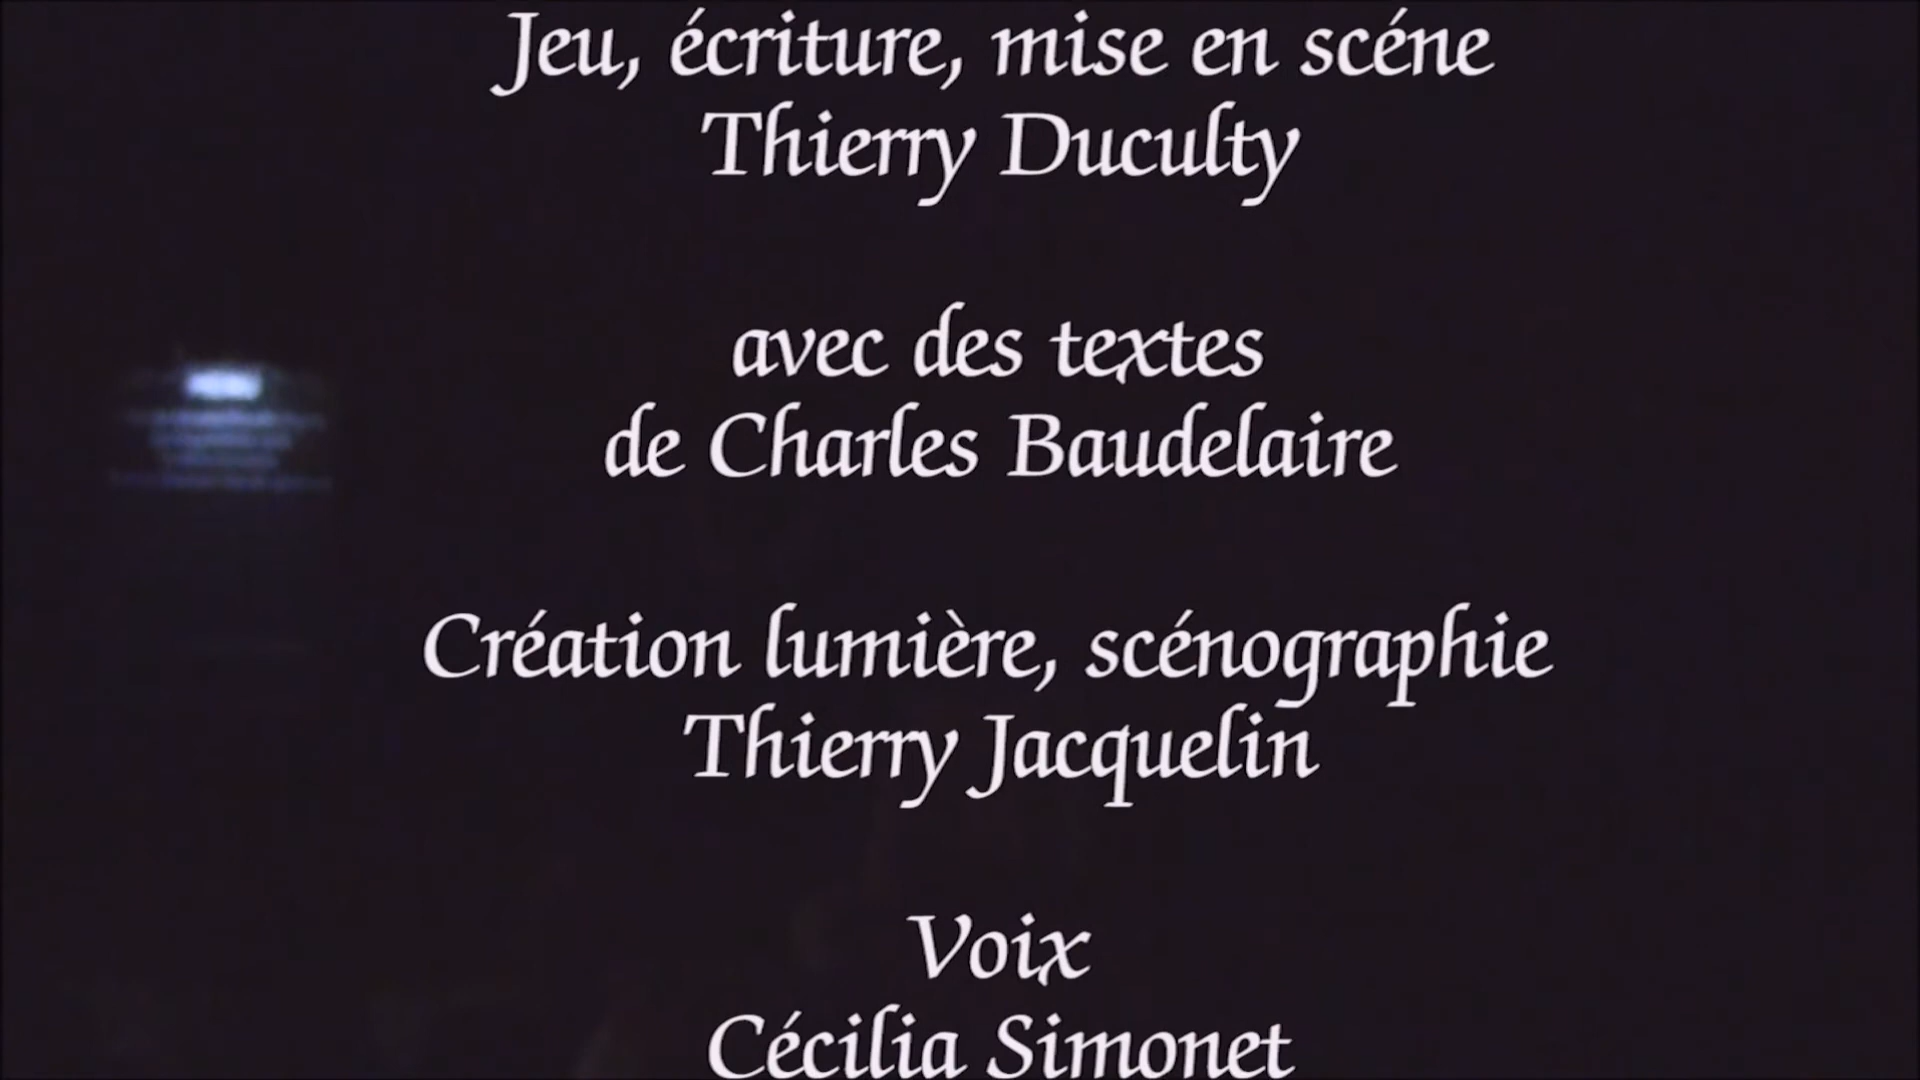 Jeu, écriture, mise en scéne
Thierry Duculty
avec des textes
de Charles Baudelaire
Création lumière, scénographie
Thierry Jacquelin
Voix
Cécilia Simonet